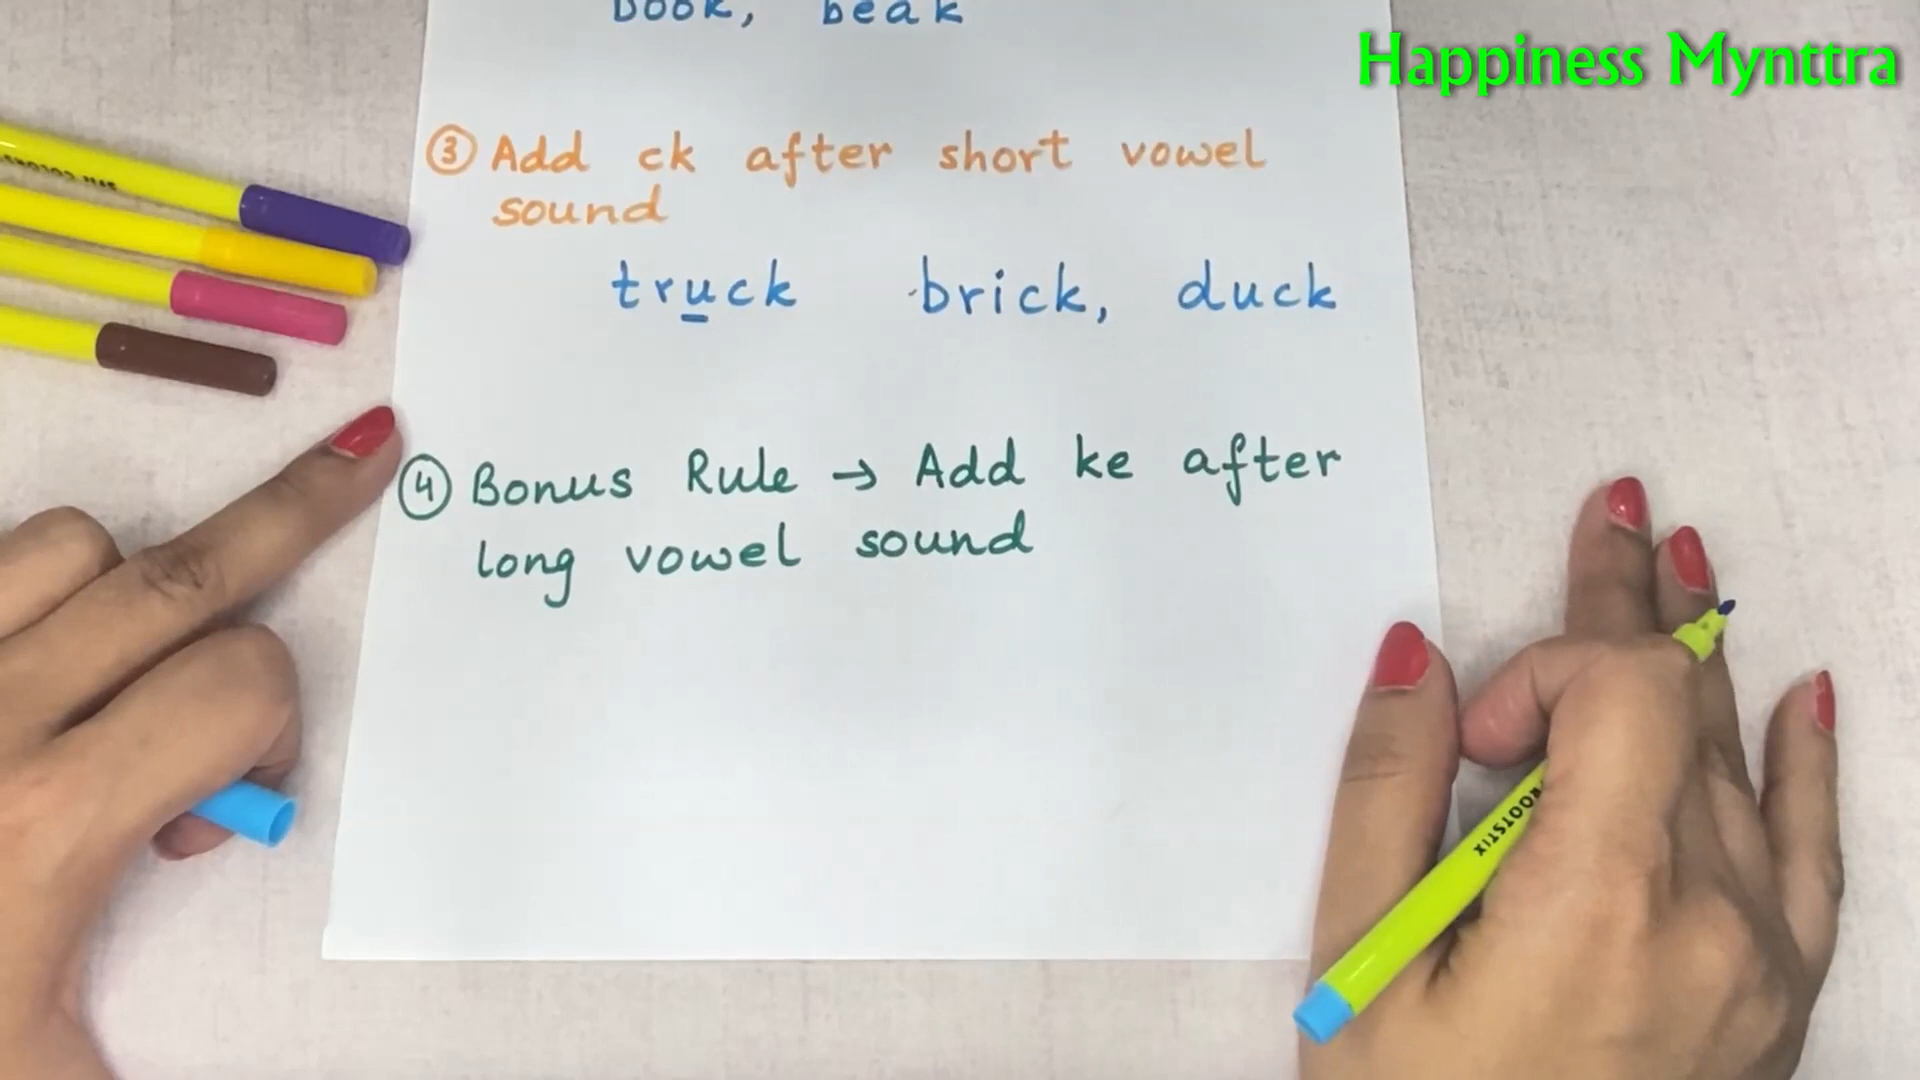 book, beak
Happiness Mynttra
③ Add ck after short vowel
sound
truck brick, duck
④ Bonus Rule → Add ke after
long vowel sound
ROOTSTIX